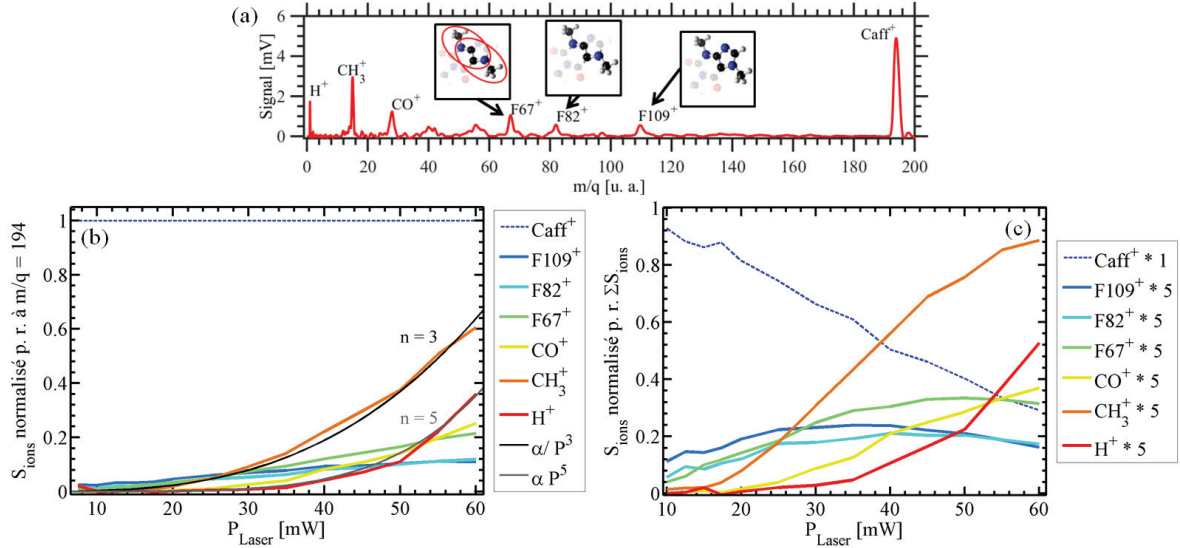 (a)
Signal [mV]
6
4
2
0
H⁺
CH₃⁺
CO⁺
F67⁺
F82⁺
F109⁺
Caff⁺
0 20 40 60 80 100 120 140 160 180 200
m/q [u. a.]
(b)
S_ions normalisé p. r. à m/q = 194
1
0.8
0.6
0.4
0.2
0
n = 3
n = 5
10 20 30 40 50 60
P_Laser [mW]
Caff⁺
F109⁺
F82⁺
F67⁺
CO⁺
CH₃⁺
H⁺
α/ P³
α P⁵
(c)
S_ions normalisé p. r. ΣS_ions
1
0.8
0.6
0.4
0.2
0
10 20 30 40 50 60
P_Laser [mW]
Caff⁺ * 1
F109⁺ * 5
F82⁺ * 5
F67⁺ * 5
CO⁺ * 5
CH₃⁺ * 5
H⁺ * 5